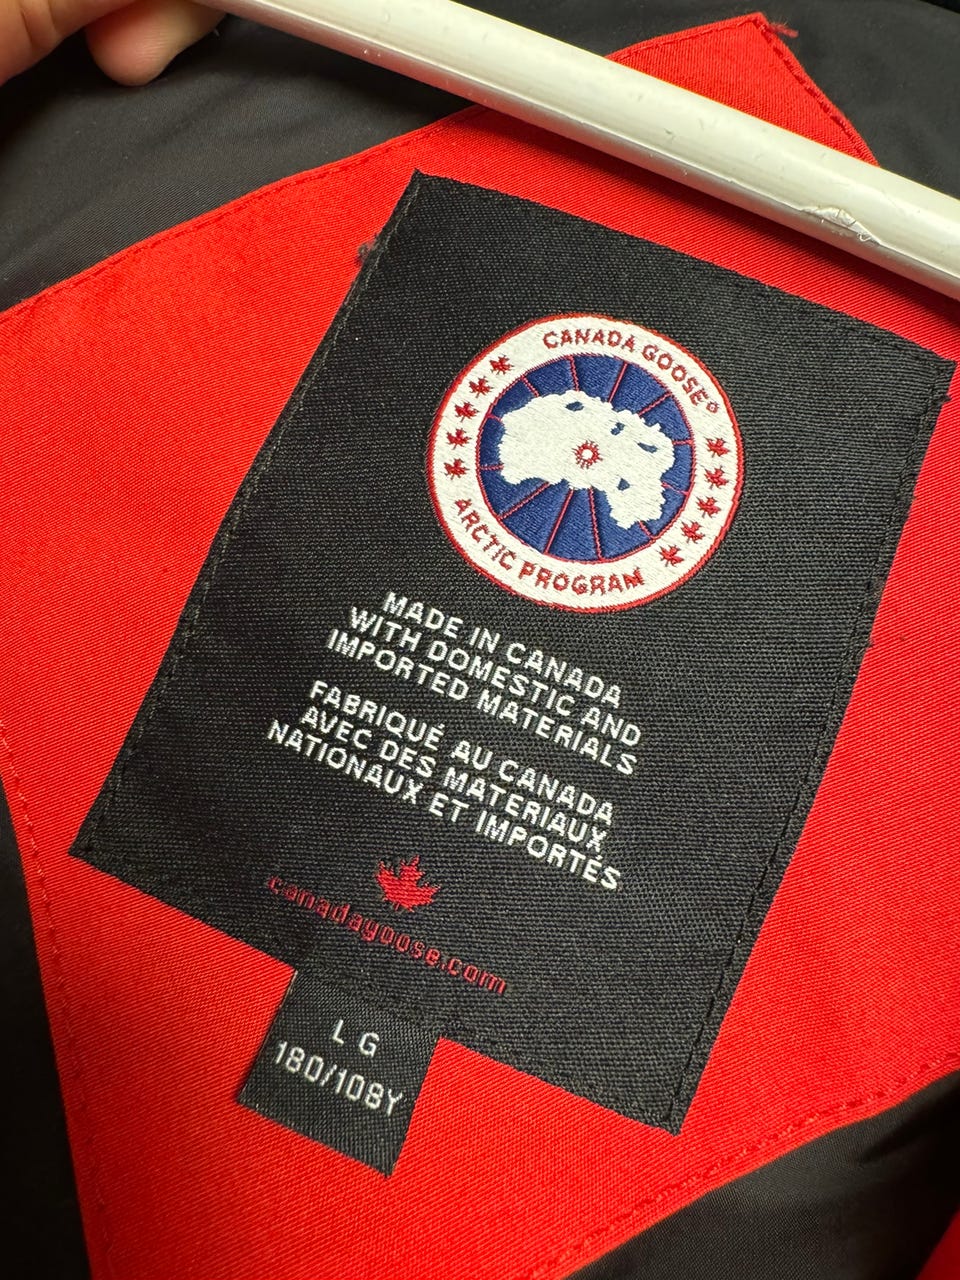 CANADA GOOSE®
ARCTIC PROGRAM
MADE IN CANADA
WITH DOMESTIC AND
IMPORTED MATERIALS
FABRIQUÉ AU CANADA
AVEC DES MATERIAUX
NATIONAUX ET IMPORTÉS
canadagoose.com
LG
180/108Y